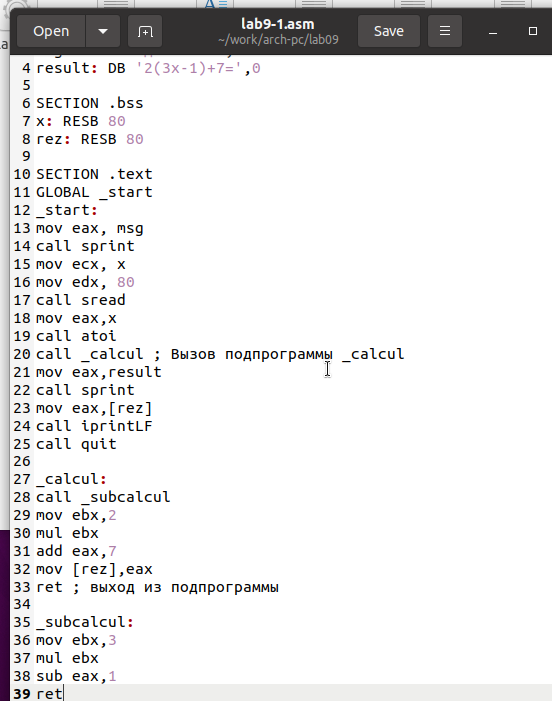 Open
lab9-1.asm
~/work/arch-pc/lab09
Save
4 result: DB '2(3x-1)+7=',0
5
6 SECTION .bss
7 x: RESB 80
8 rez: RESB 80
9
10 SECTION .text
11 GLOBAL _start
12 _start:
13 mov eax, msg
14 call sprint
15 mov ecx, x
16 mov edx, 80
17 call sread
18 mov eax,x
19 call atoi
20 call _calcul ; Вызов подпрограммы _calcul
21 mov eax,result
22 call sprint
23 mov eax,[rez]
24 call iprintLF
25 call quit
26
27 _calcul:
28 call _subcalcul
29 mov ebx,2
30 mul ebx
31 add eax,7
32 mov [rez],eax
33 ret ; выход из подпрограммы
34
35 _subcalcul:
36 mov ebx,3
37 mul ebx
38 sub eax,1
39 ret